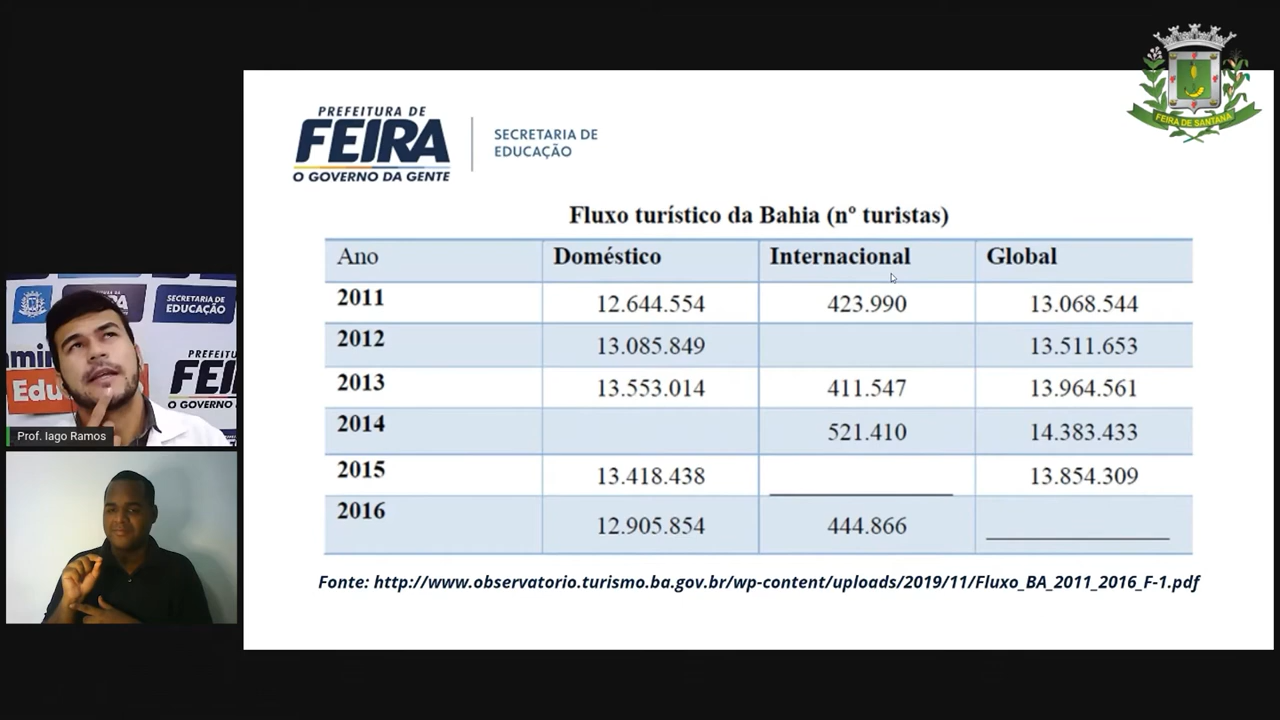 FEIRA DE SANTANA
PREFEITURA DE
FEIRA
O GOVERNO DA GENTE
SECRETARIA DE
EDUCAÇÃO
Fluxo turístico da Bahia (nº turistas)
Ano Doméstico Internacional Global
2011 12.644.554 423.990 13.068.544
2012 13.085.849 13.511.653
2013 13.553.014 411.547 13.964.561
2014 521.410 14.383.433
2015 13.418.438 13.854.309
2016 12.905.854 444.866
Fonte: http://www.observatorio.turismo.ba.gov.br/wp-content/uploads/2019/11/Fluxo_BA_2011_2016_F-1.pdf
SECRETARIA DE
EDUCAÇÃO
Edu
PREFEITU
FEI
O GOVERNO DA G
Prof. Iago Ramos